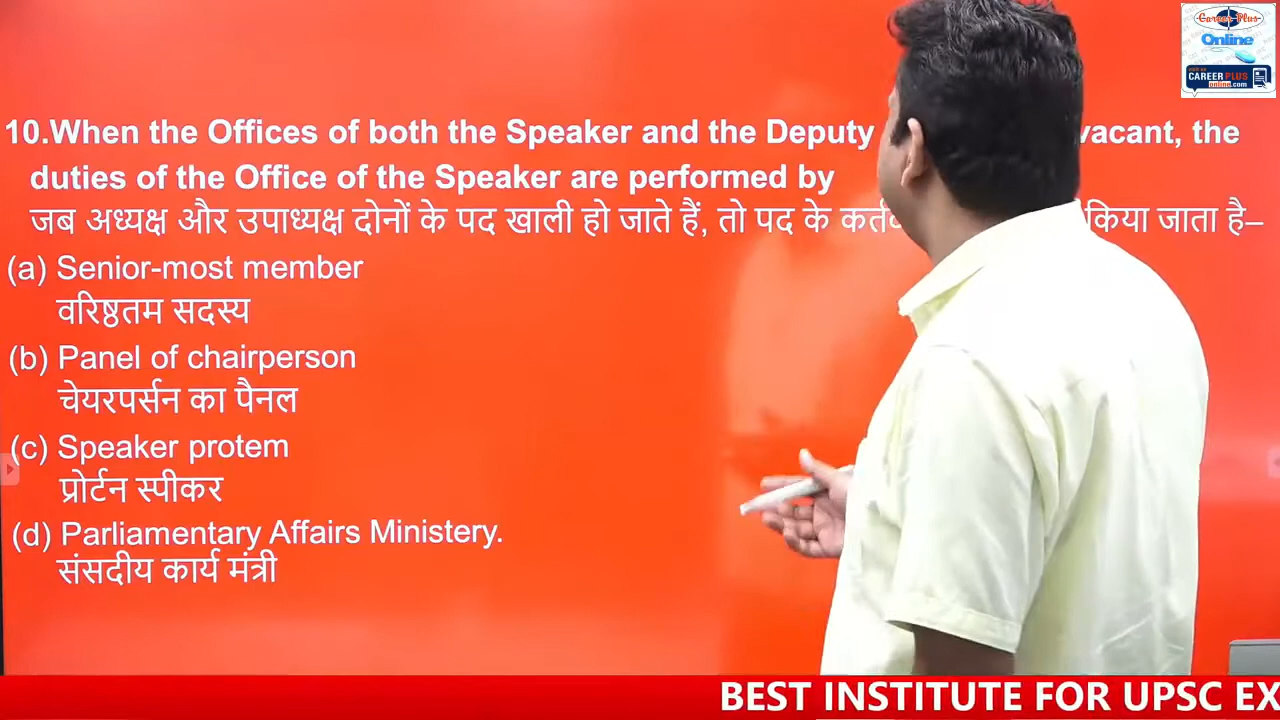 Career Plus
Online
CAREER PLUS
online.com
10.When the Offices of both the Speaker and the Deputy vacant, the
duties of the Office of the Speaker are performed by
जब अध्यक्ष और उपाध्यक्ष दोनों के पद खाली हो जाते हैं, तो पद के किया जाता है–
(a) Senior-most member
वरिष्ठतम सदस्य
(b) Panel of chairperson
चेयरपर्सन का पैनल
(c) Speaker protem
प्रोर्टन स्पीकर
(d) Parliamentary Affairs Ministery.
संसदीय कार्य मंत्री
BEST INSTITUTE FOR UPSC EX